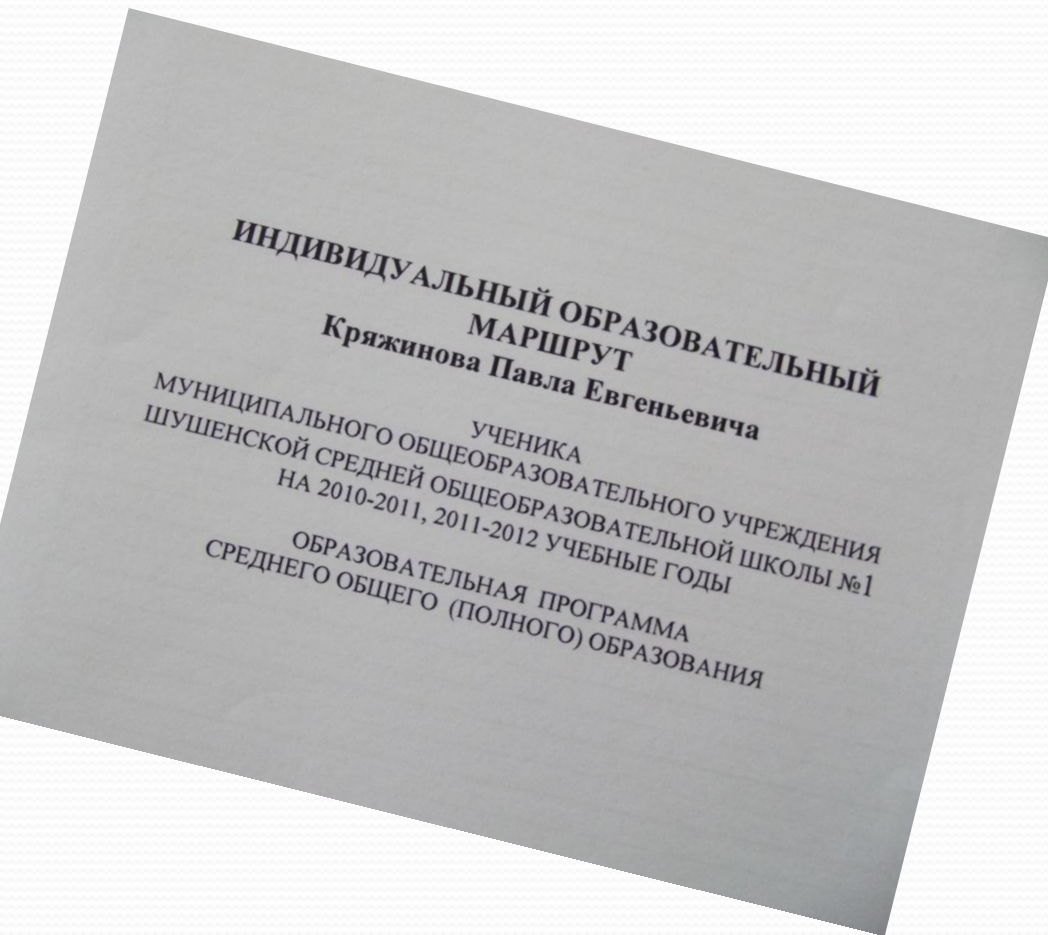 ИНДИВИДУАЛЬНЫЙ ОБРАЗОВАТЕЛЬНЫЙ
МАРШРУТ
Кряжинова Павла Евгеньевича
УЧЕНИКА
МУНИЦИПАЛЬНОГО ОБЩЕОБРАЗОВАТЕЛЬНОГО УЧРЕЖДЕНИЯ
ШУШЕНСКОЙ СРЕДНЕЙ ОБЩЕОБРАЗОВАТЕЛЬНОЙ ШКОЛЫ №1
НА 2010-2011, 2011-2012 УЧЕБНЫЕ ГОДЫ
ОБРАЗОВАТЕЛЬНАЯ ПРОГРАММА
СРЕДНЕГО ОБЩЕГО (ПОЛНОГО) ОБРАЗОВАНИЯ